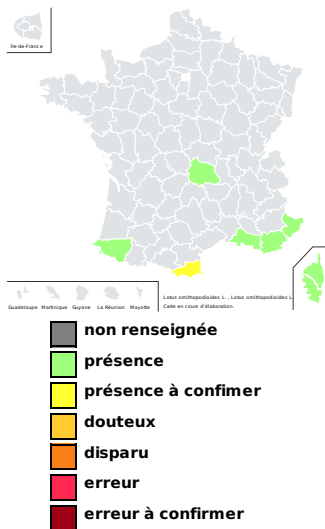 Île-de-France
Guadeloupe Martinique Guyane La Réunion Mayotte
Lotus ornithopodioides L. , Lotus ornithopodioides L.
Carte en cours d'élaboration.
non renseignée
présence
présence à confimer
douteux
disparu
erreur
erreur à confirmer